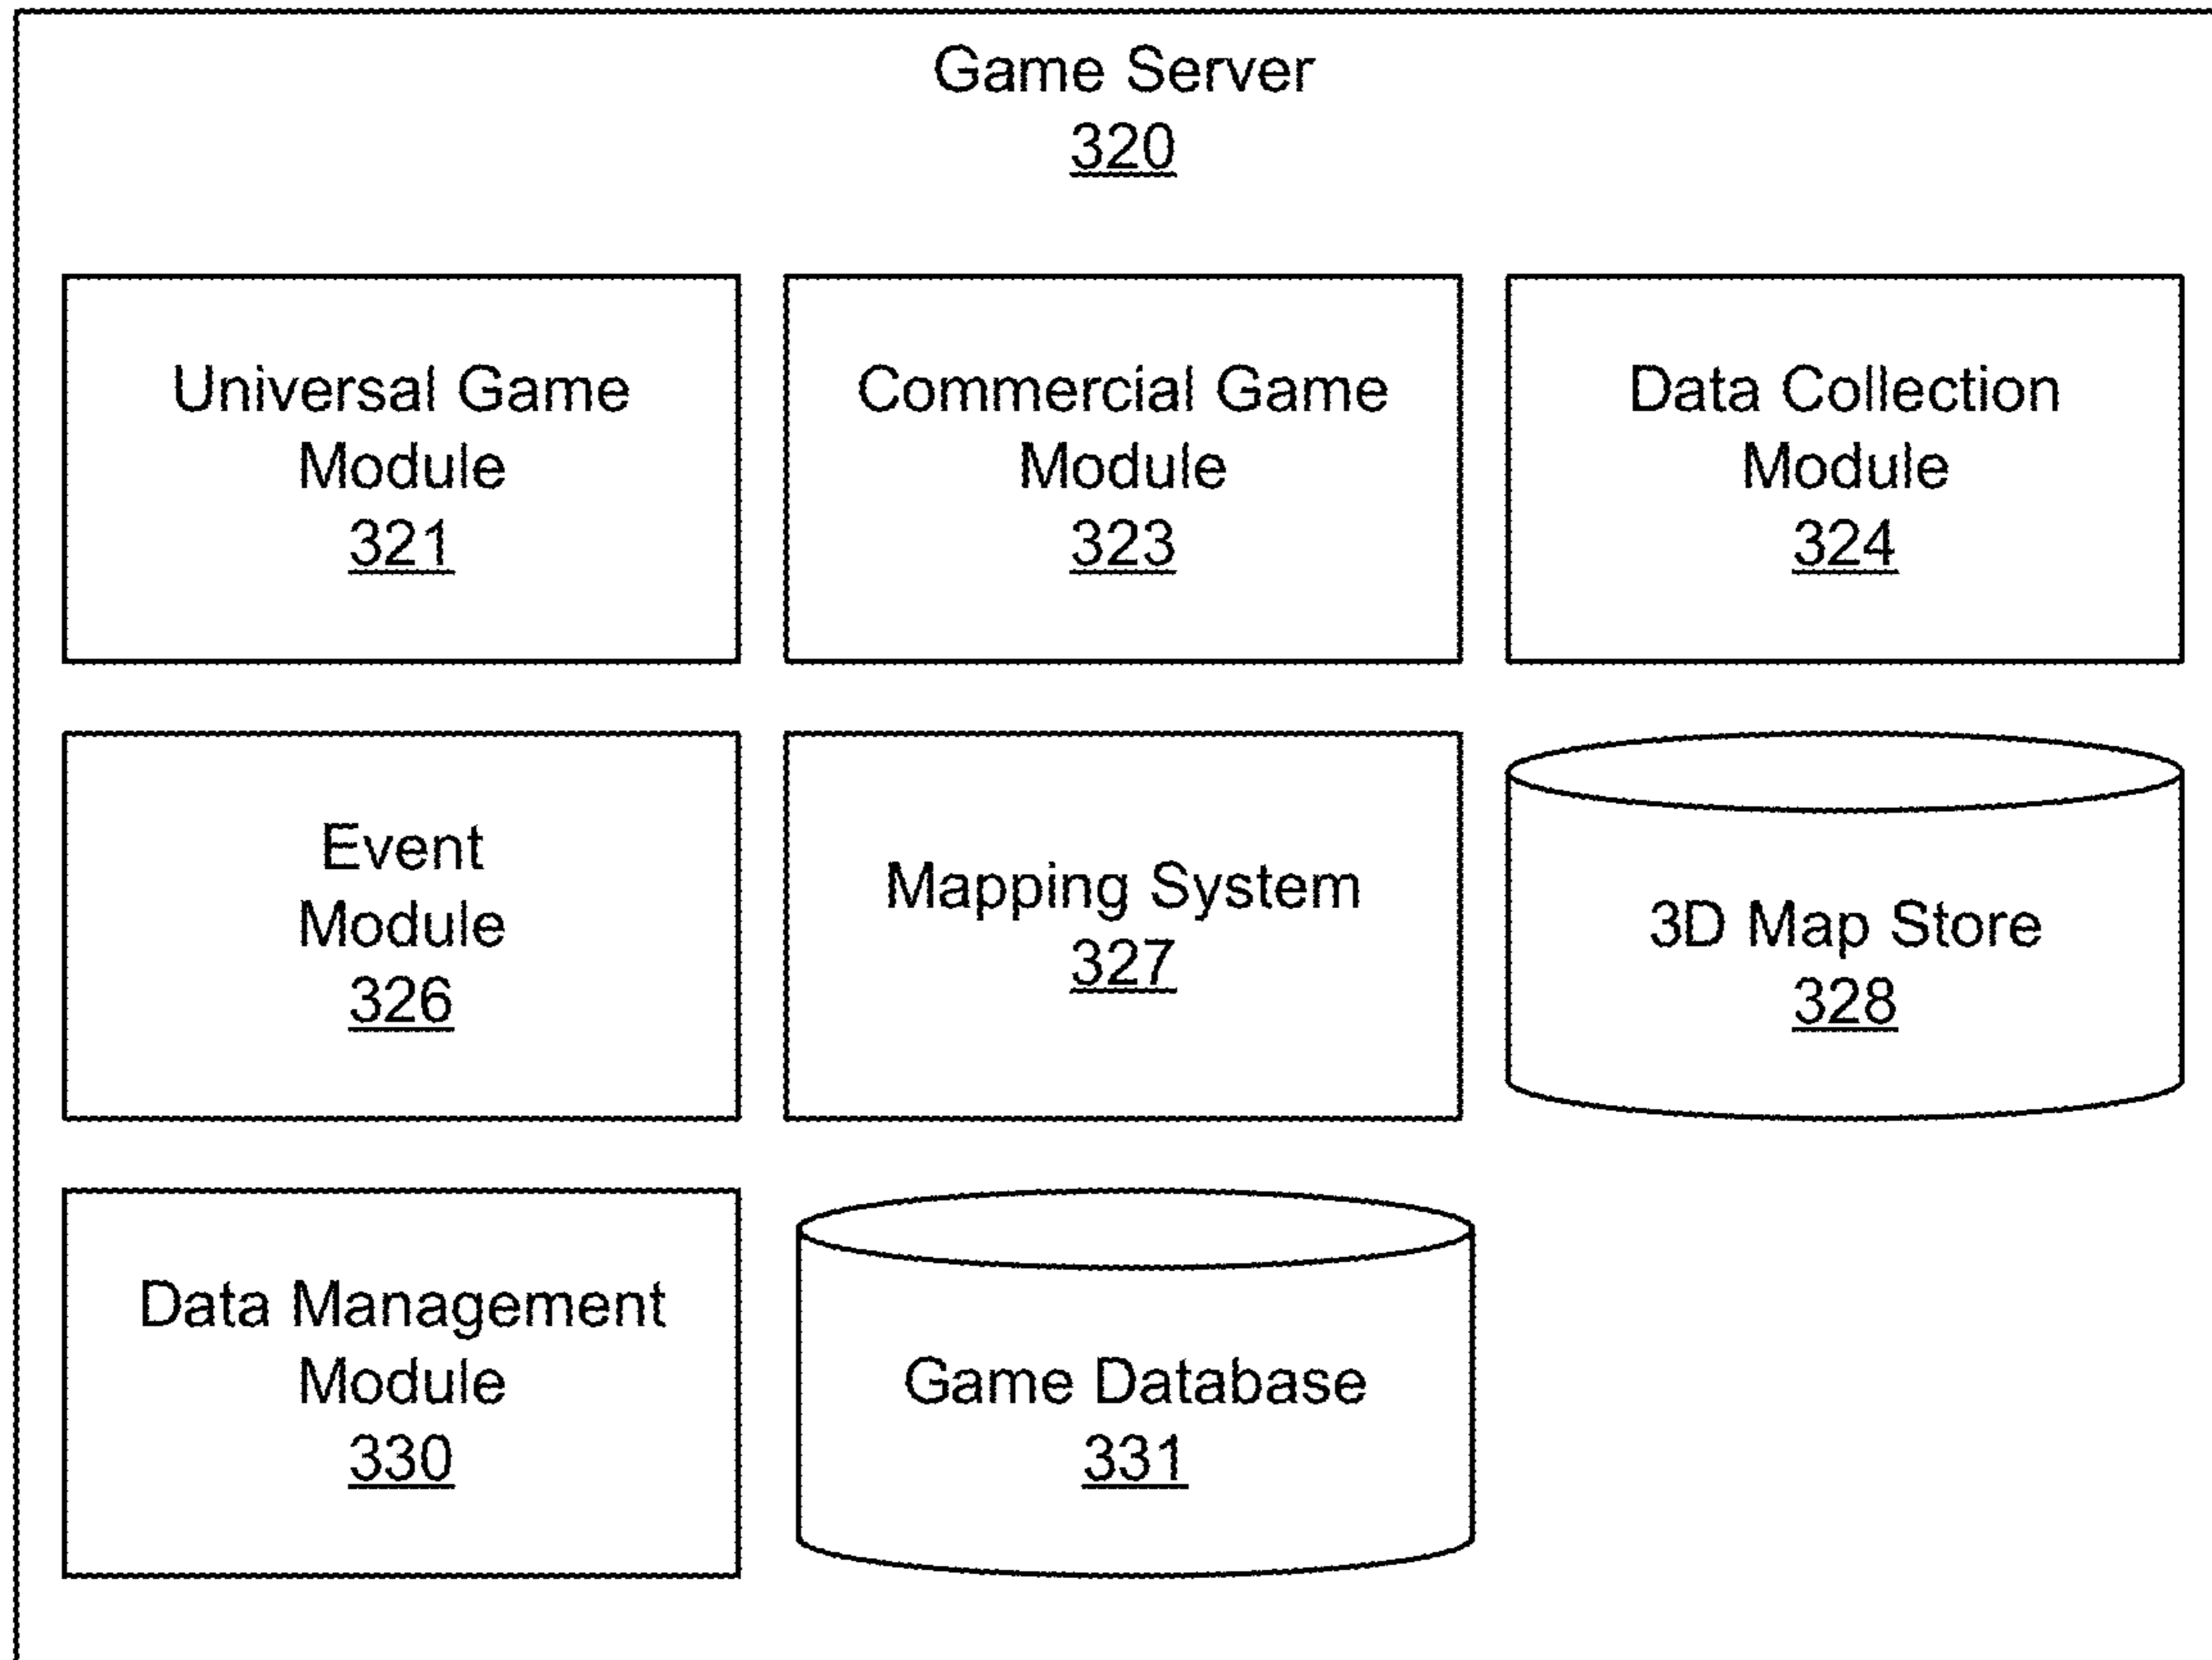 Game Server
320
Universal Game
Module
321
Commercial Game
Module
323
Data Collection
Module
324
Event
Module
326
Mapping System
327
3D Map Store
328
Data Management
Module
330
Game Database
331